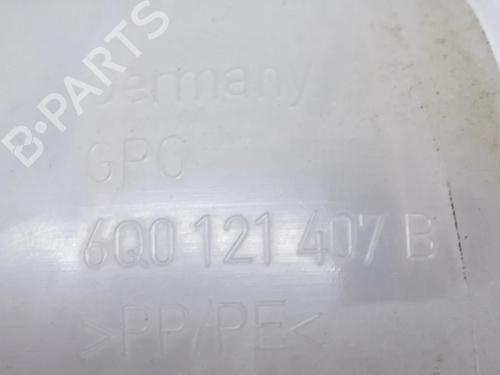 B-PARTS
Germany
GPO
6Q0 121 407 B
>PP/PE<